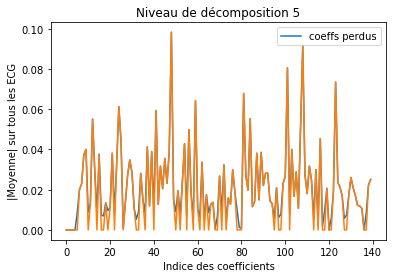 Niveau de décomposition 5
coeffs perdus
|Moyenne| sur tous les ECG
0.10
0.08
0.06
0.04
0.02
0.00
0 20 40 60 80 100 120 140
Indice des coefficients